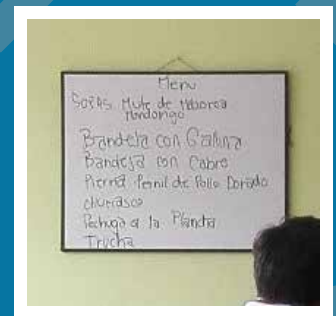 Menu
SOPAS: Mute de Mazorca
Mondongo
Bandeja con Gallina
Bandeja con Cabro
Pierna Pernil de Pollo Dorado
churrasco
Pechuga a la Plancha
Trucha